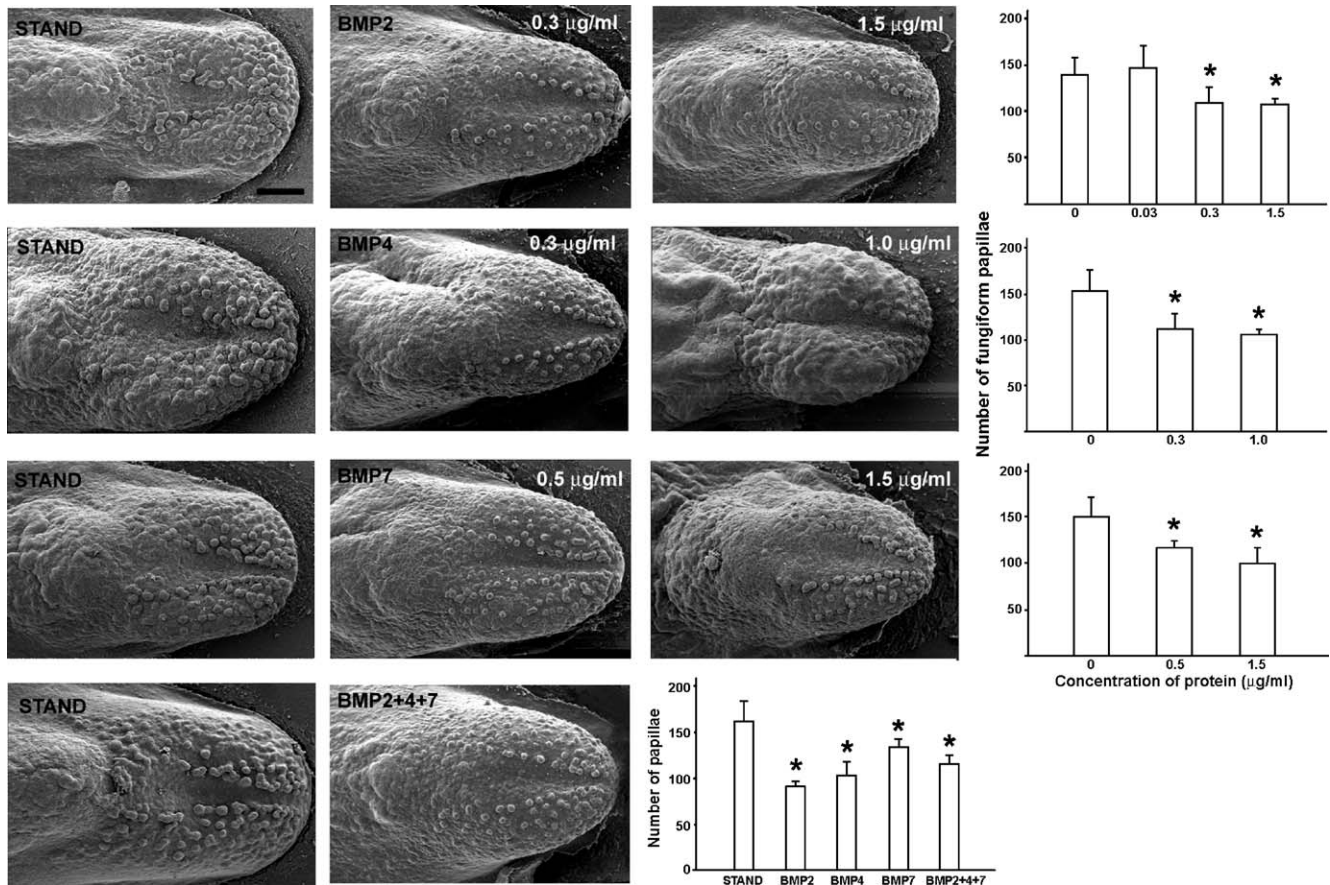 STAND
BMP2
0.3 μg/ml
1.5 μg/ml
200
150
100
50
*
*
0
0.03
0.3
1.5
STAND
BMP4
0.3 μg/ml
1.0 μg/ml
Number of fungiform papillae
200
150
100
50
*
*
0
0.3
1.0
STAND
BMP7
0.5 μg/ml
1.5 μg/ml
200
150
100
50
*
*
0
0.5
1.5
Concentration of protein (μg/ml)
STAND
BMP2+4+7
Number of papillae
200
150
100
50
0
*
*
*
*
STAND
BMP2
BMP4
BMP7
BMP2+4+7